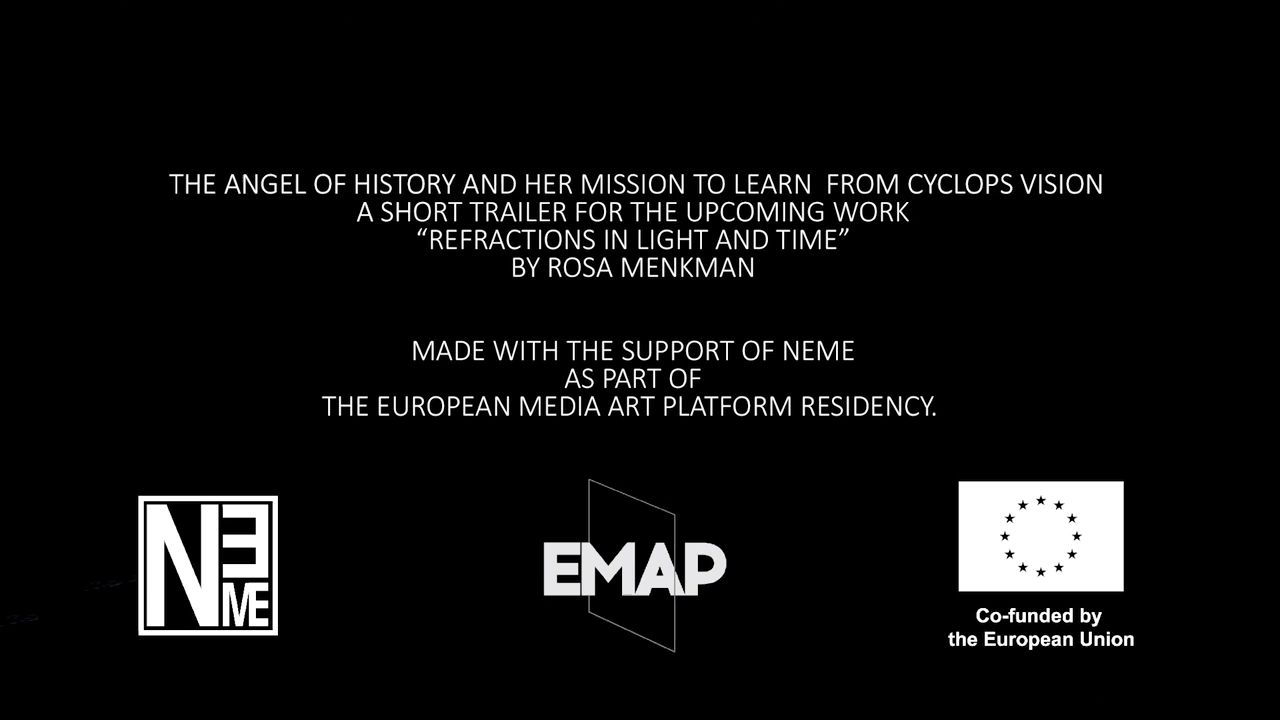 THE ANGEL OF HISTORY AND HER MISSION TO LEARN  FROM CYCLOPS VISION
A SHORT TRAILER FOR THE UPCOMING WORK
“REFRACTIONS IN LIGHT AND TIME”
BY ROSA MENKMAN
MADE WITH THE SUPPORT OF NEME
AS PART OF
THE EUROPEAN MEDIA ART PLATFORM RESIDENCY.
NEME
EMAP
Co-funded by
the European Union